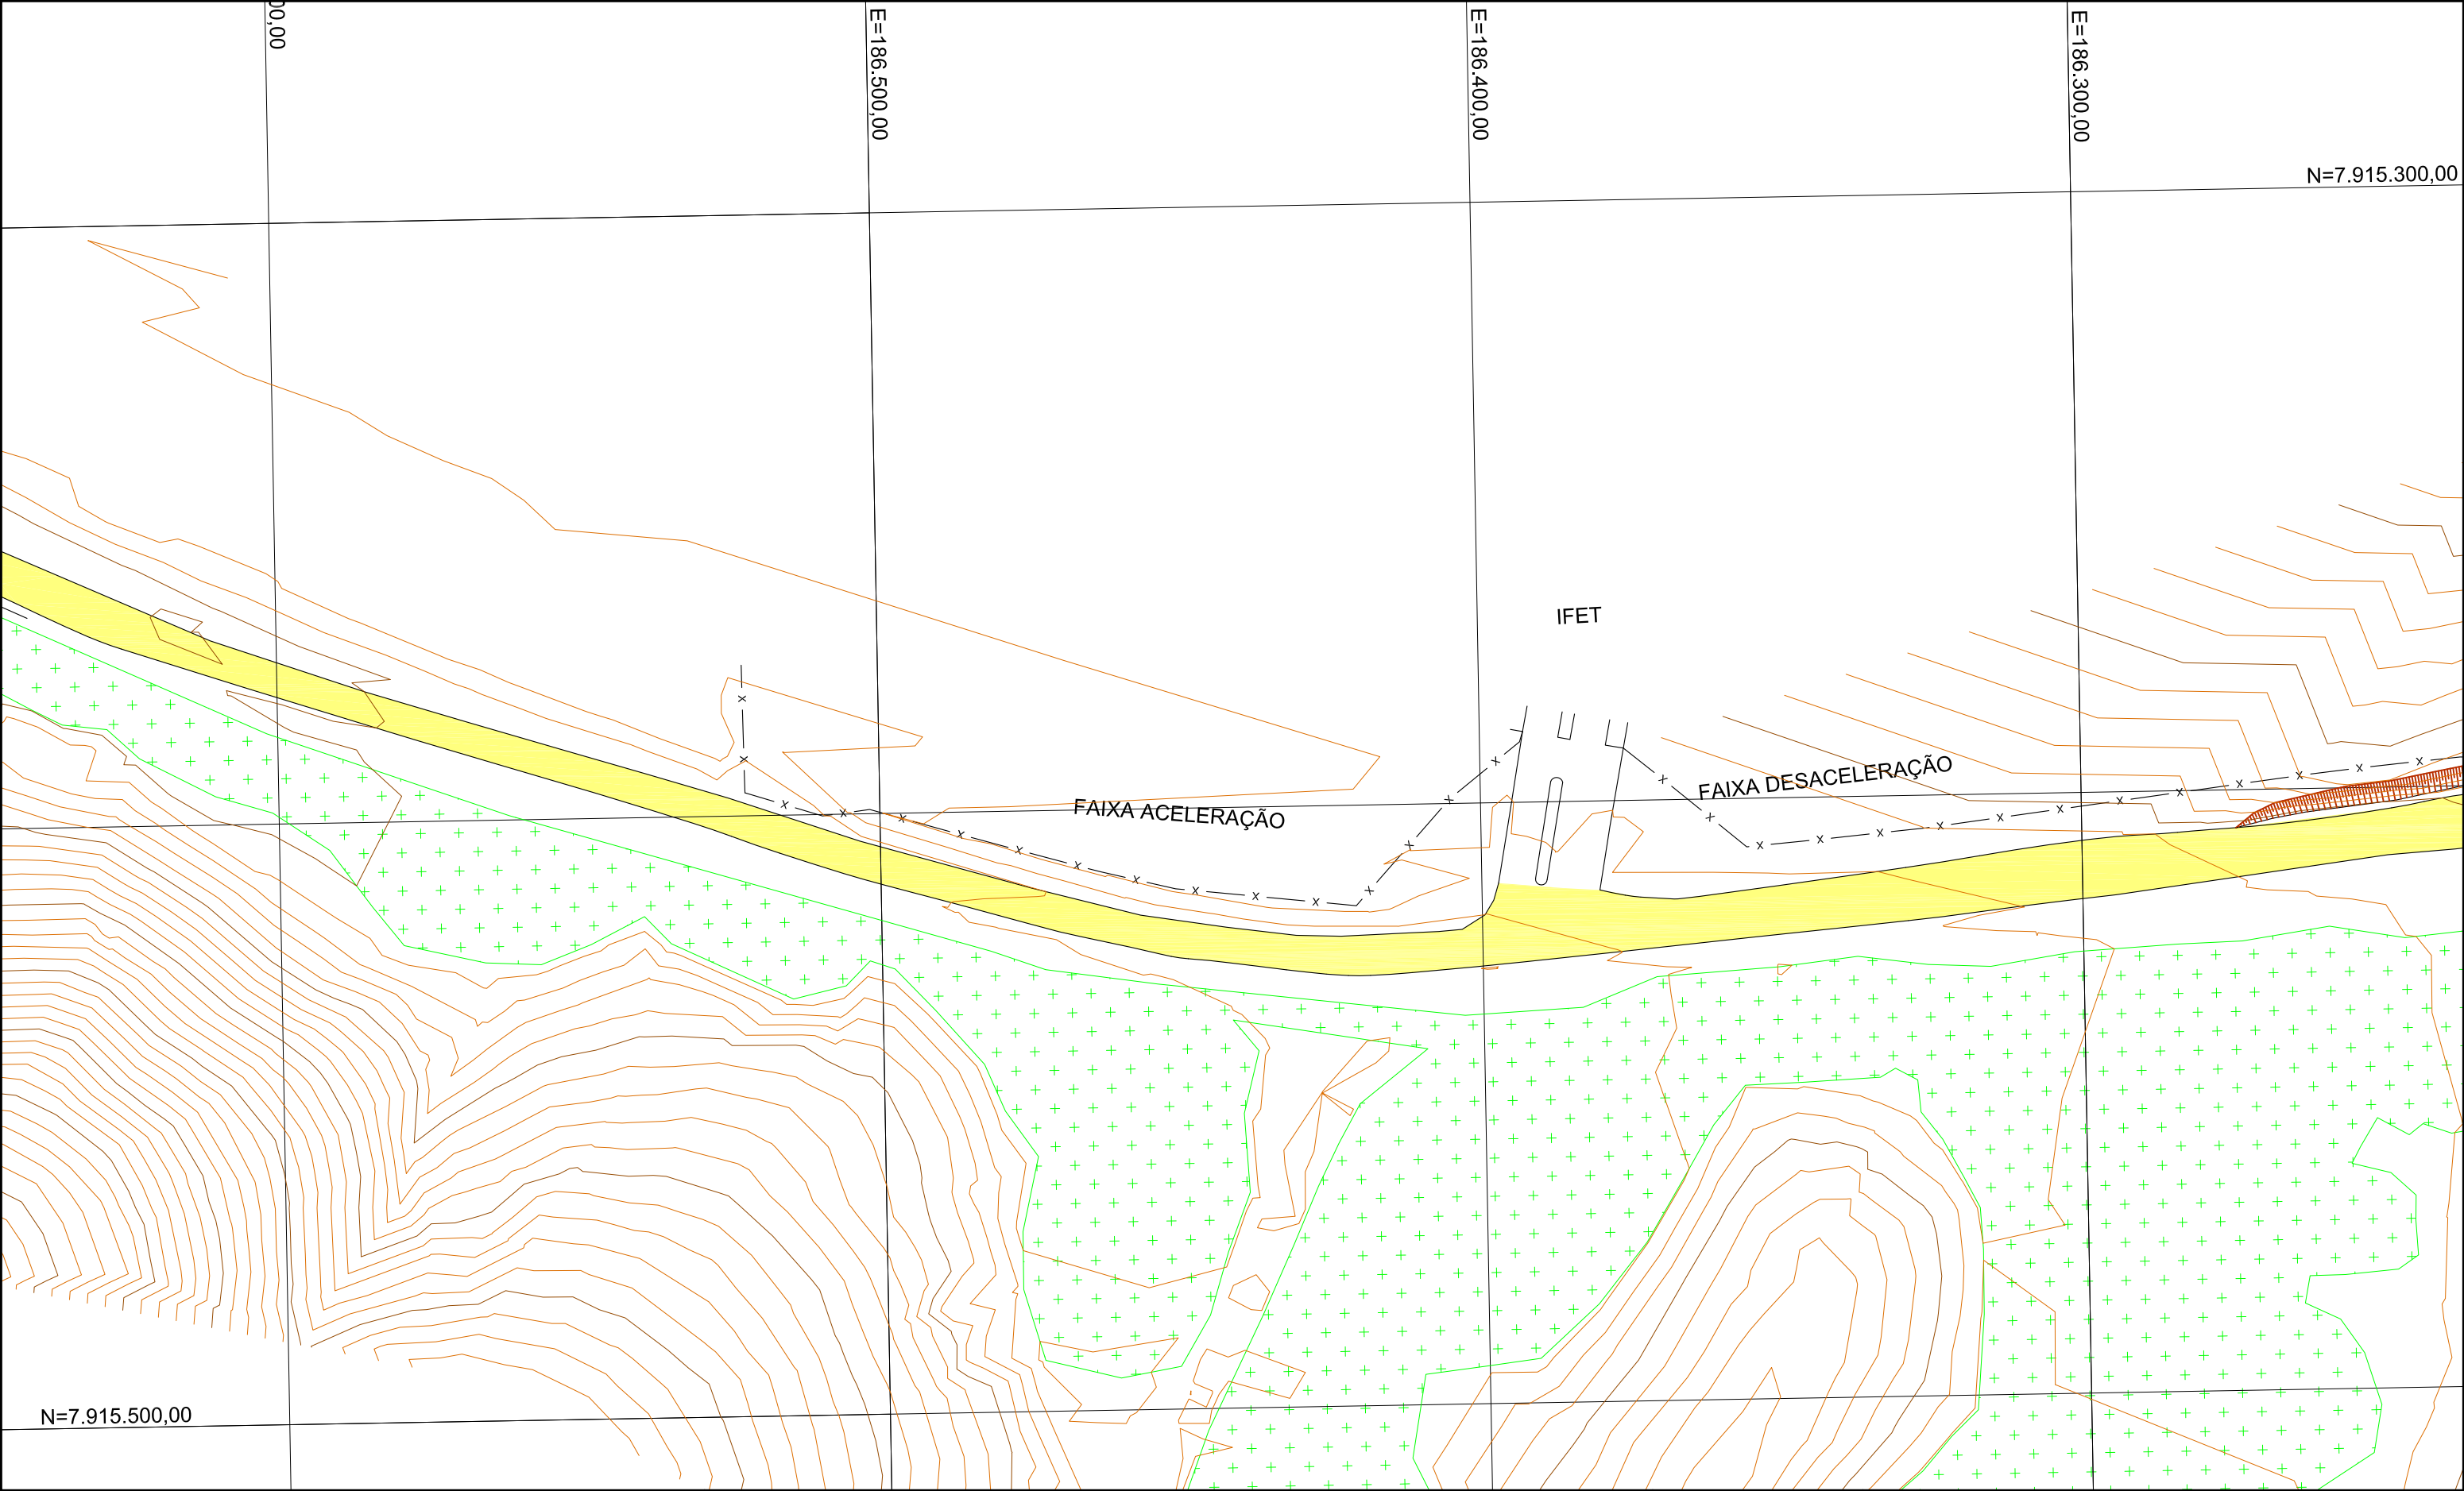 00,00
E=186.500,00
E=186.400,00
E=186.300,00
N=7.915.300,00
IFET
FAIXA ACELERAÇÃO
FAIXA DESACELERAÇÃO
N=7.915.500,00